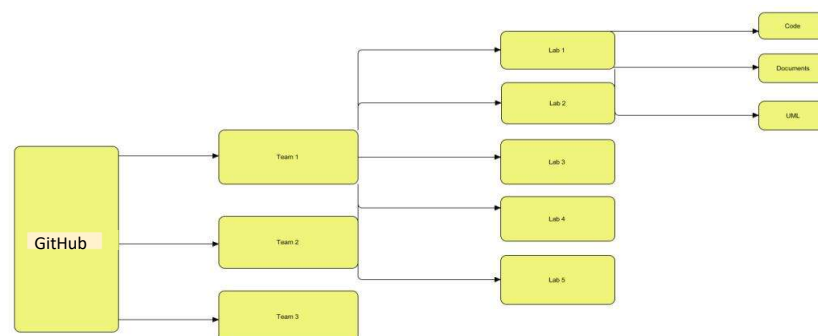 GitHub
Team 1
Team 2
Team 3
Lab 1
Lab 2
Lab 3
Lab 4
Lab 5
Code
Documents
UML